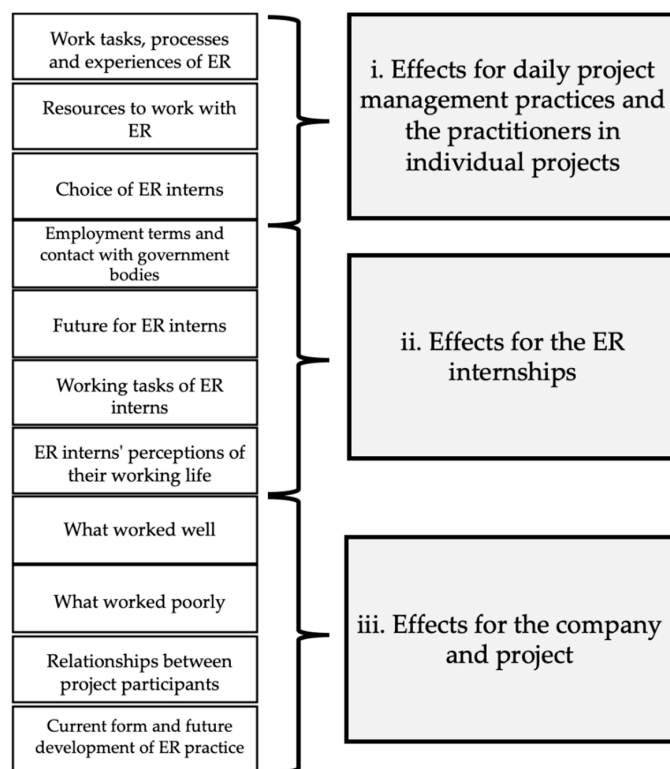 Work tasks, processes
and experiences of ER
Resources to work with
ER
Choice of ER interns
Employment terms and
contact with government
bodies
Future for ER interns
Working tasks of ER
interns
ER interns' perceptions of
their working life
What worked well
What worked poorly
Relationships between
project participants
Current form and future
development of ER practice
i. Effects for daily project
management practices and
the practitioners in
individual projects
ii. Effects for the ER
internships
iii. Effects for the company
and project